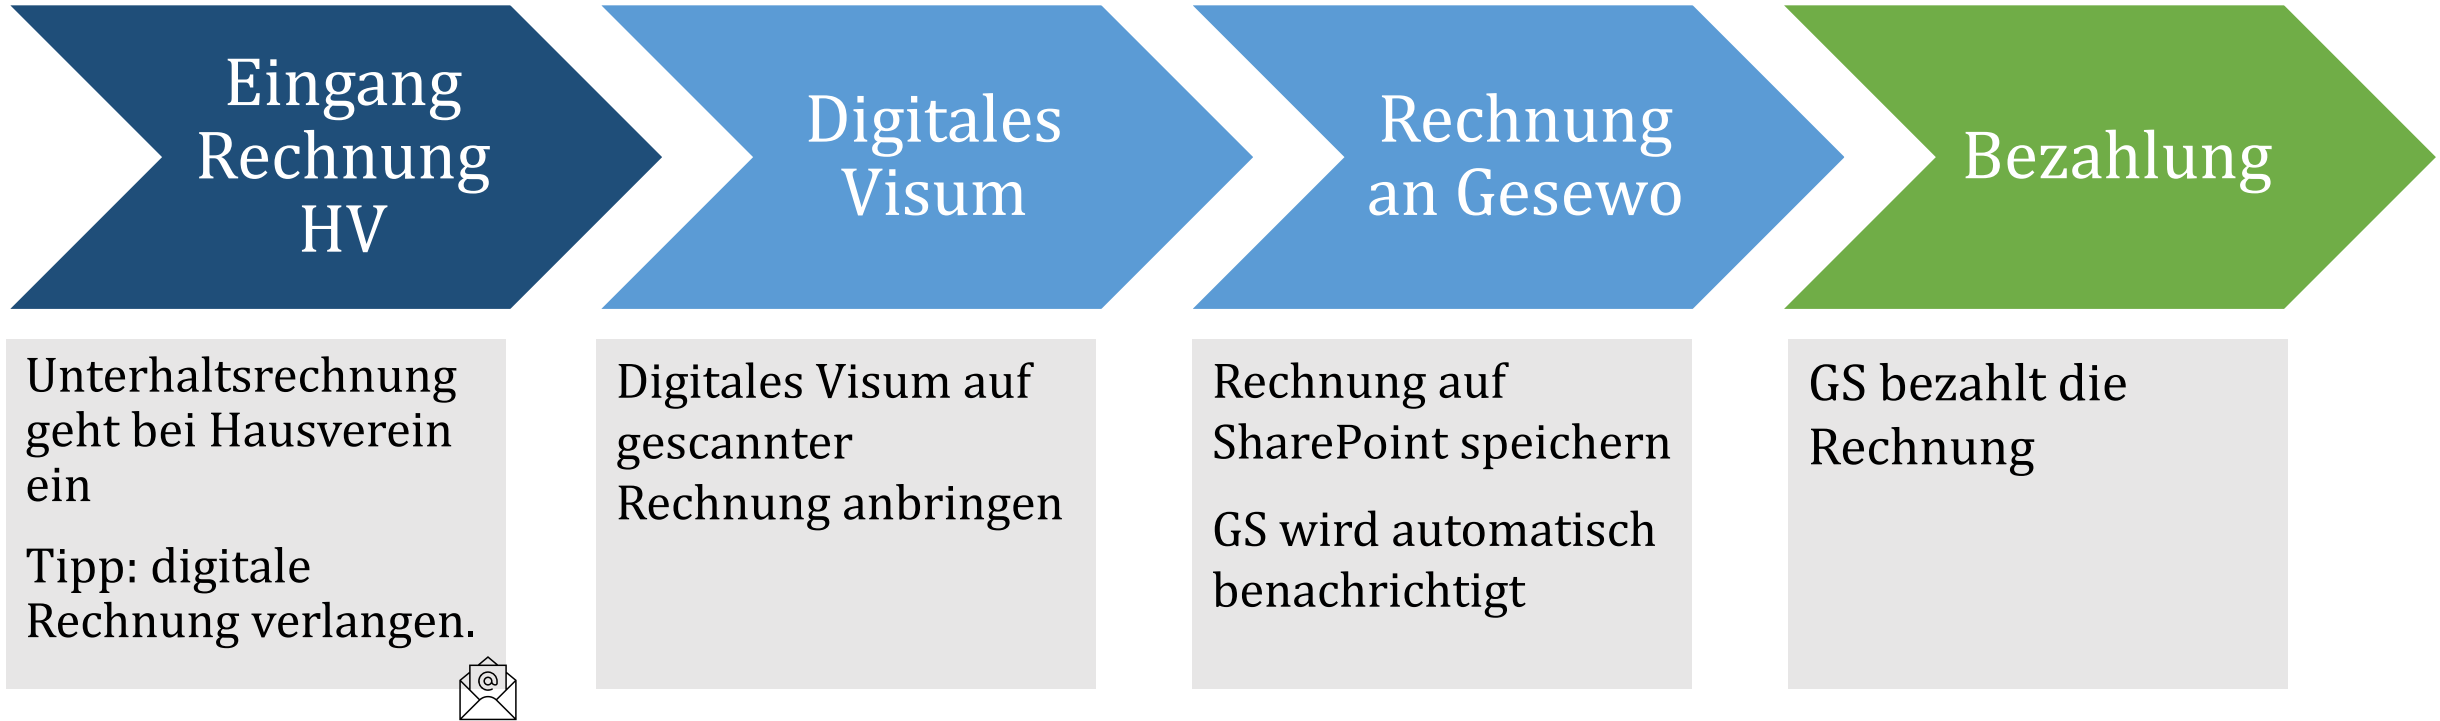 Eingang
Rechnung
HV
Digitales
Visum
Rechnung
an Gesewo
Bezahlung
Unterhaltsrechnung
geht bei Hausverein
ein
Tipp: digitale
Rechnung verlangen.
@
Digitales Visum auf
gescannter
Rechnung anbringen
Rechnung auf
SharePoint speichern
GS wird automatisch
benachrichtigt
GS bezahlt die
Rechnung